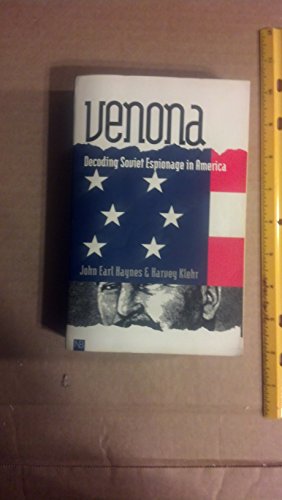 venona
Decoding Soviet Espionage in America
John Earl Haynes & Harvey Klehr